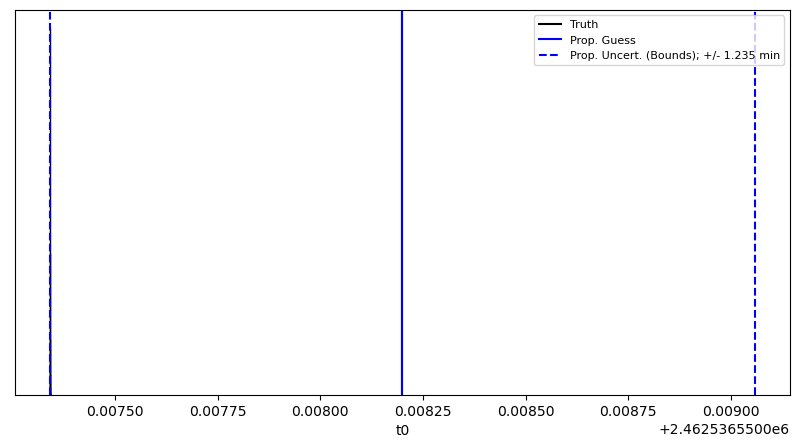 Truth
Prop. Guess
Prop. Uncert. (Bounds); +/- 1.235 min
0.00750 0.00775 0.00800 0.00825 0.00850 0.00875 0.00900
t0
+2.4625365500e6